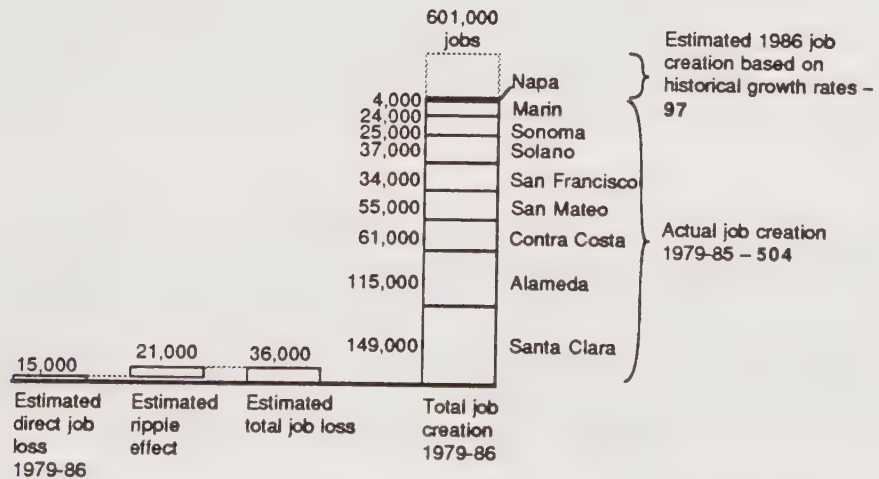 601,000
jobs
Estimated 1986 job
creation based on
historical growth rates –
97
Napa
4,000
Marin
24,000
Sonoma
25,000
Solano
37,000
San Francisco
34,000
San Mateo
55,000
Contra Costa
61,000
Actual job creation
1979-85 – 504
Alameda
115,000
Santa Clara
149,000
15,000
21,000
36,000
Estimated
direct job
loss
1979-86
Estimated
ripple
effect
Estimated
total job loss
Total job
creation
1979-86